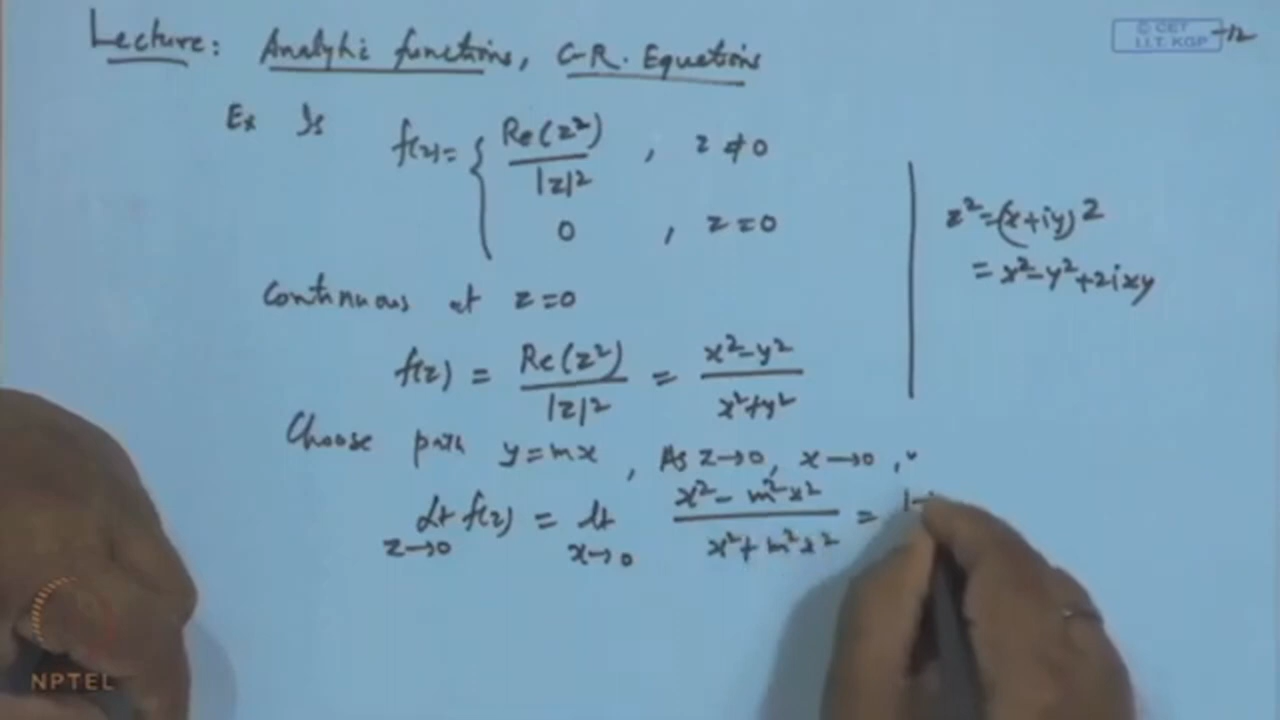 Lecture: Analytic functions, C-R. Equations
© CET
I.I.T. KGP
Ex Is f(z) = { Re(z²) / |z|² , z ≠ 0
0 , z = 0
z² = (x+iy)²
= x²-y²+2ixy
Continuous at z=0
f(z) = Re(z²) / |z|² = x²-y² / x²+y²
Choose path y=mx , As z→0, x→0 ,
Lt z→0 f(z) = Lt x→0 x² - m²x² / x²+m²x² = 1-
NPTEL